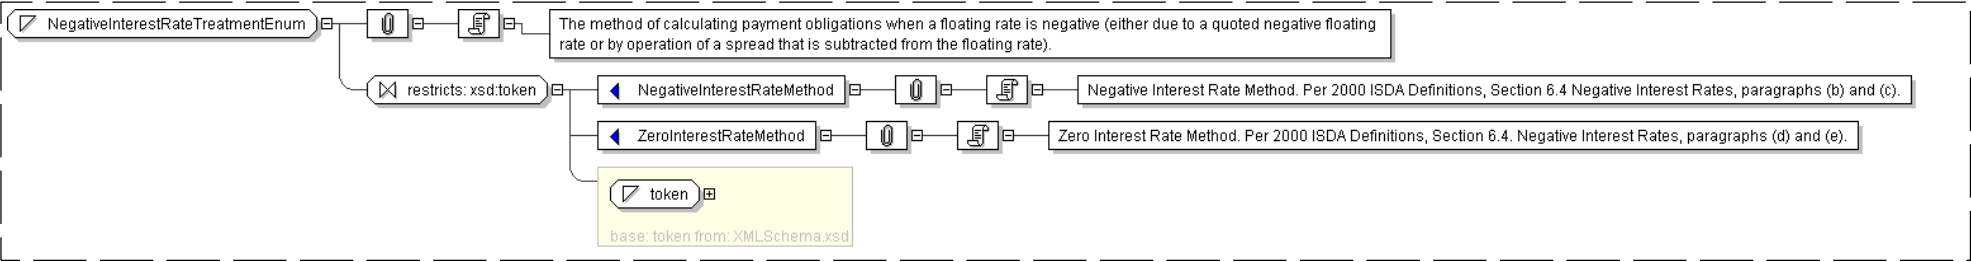 NegativeInterestRateTreatmentEnum
The method of calculating payment obligations when a floating rate is negative (either due to a quoted negative floating
rate or by operation of a spread that is subtracted from the floating rate).
restricts: xsd:token
NegativeInterestRateMethod
Negative Interest Rate Method. Per 2000 ISDA Definitions, Section 6.4 Negative Interest Rates, paragraphs (b) and (c).
ZeroInterestRateMethod
Zero Interest Rate Method. Per 2000 ISDA Definitions, Section 6.4. Negative Interest Rates, paragraphs (d) and (e).
token
base: token from: XMLSchema.xsd